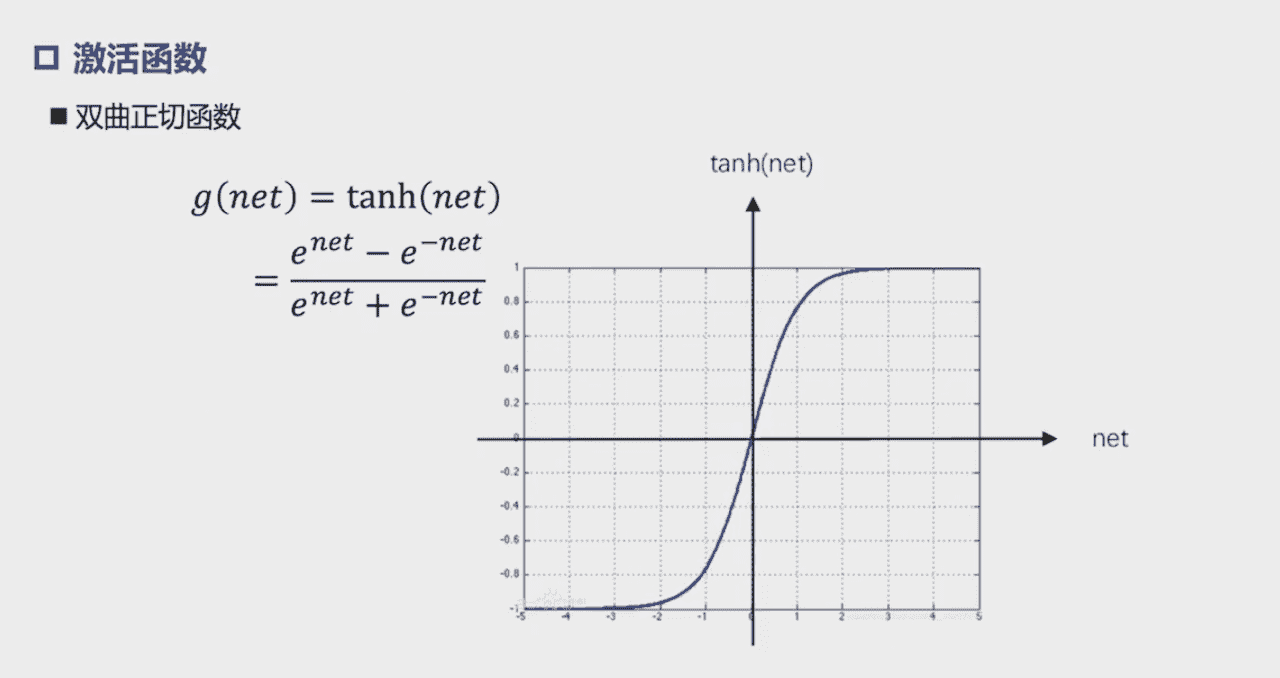 激活函数
双曲正切函数
g(net) = tanh(net)
= \frac{e^{net} - e^{-net}}{e^{net} + e^{-net}}
tanh(net)
1
0.8
0.6
0.4
0.2
0
-0.2
-0.4
-0.6
-0.8
-1
-5 -4 -3 -2 -1 0 1 2 3 4 5
net